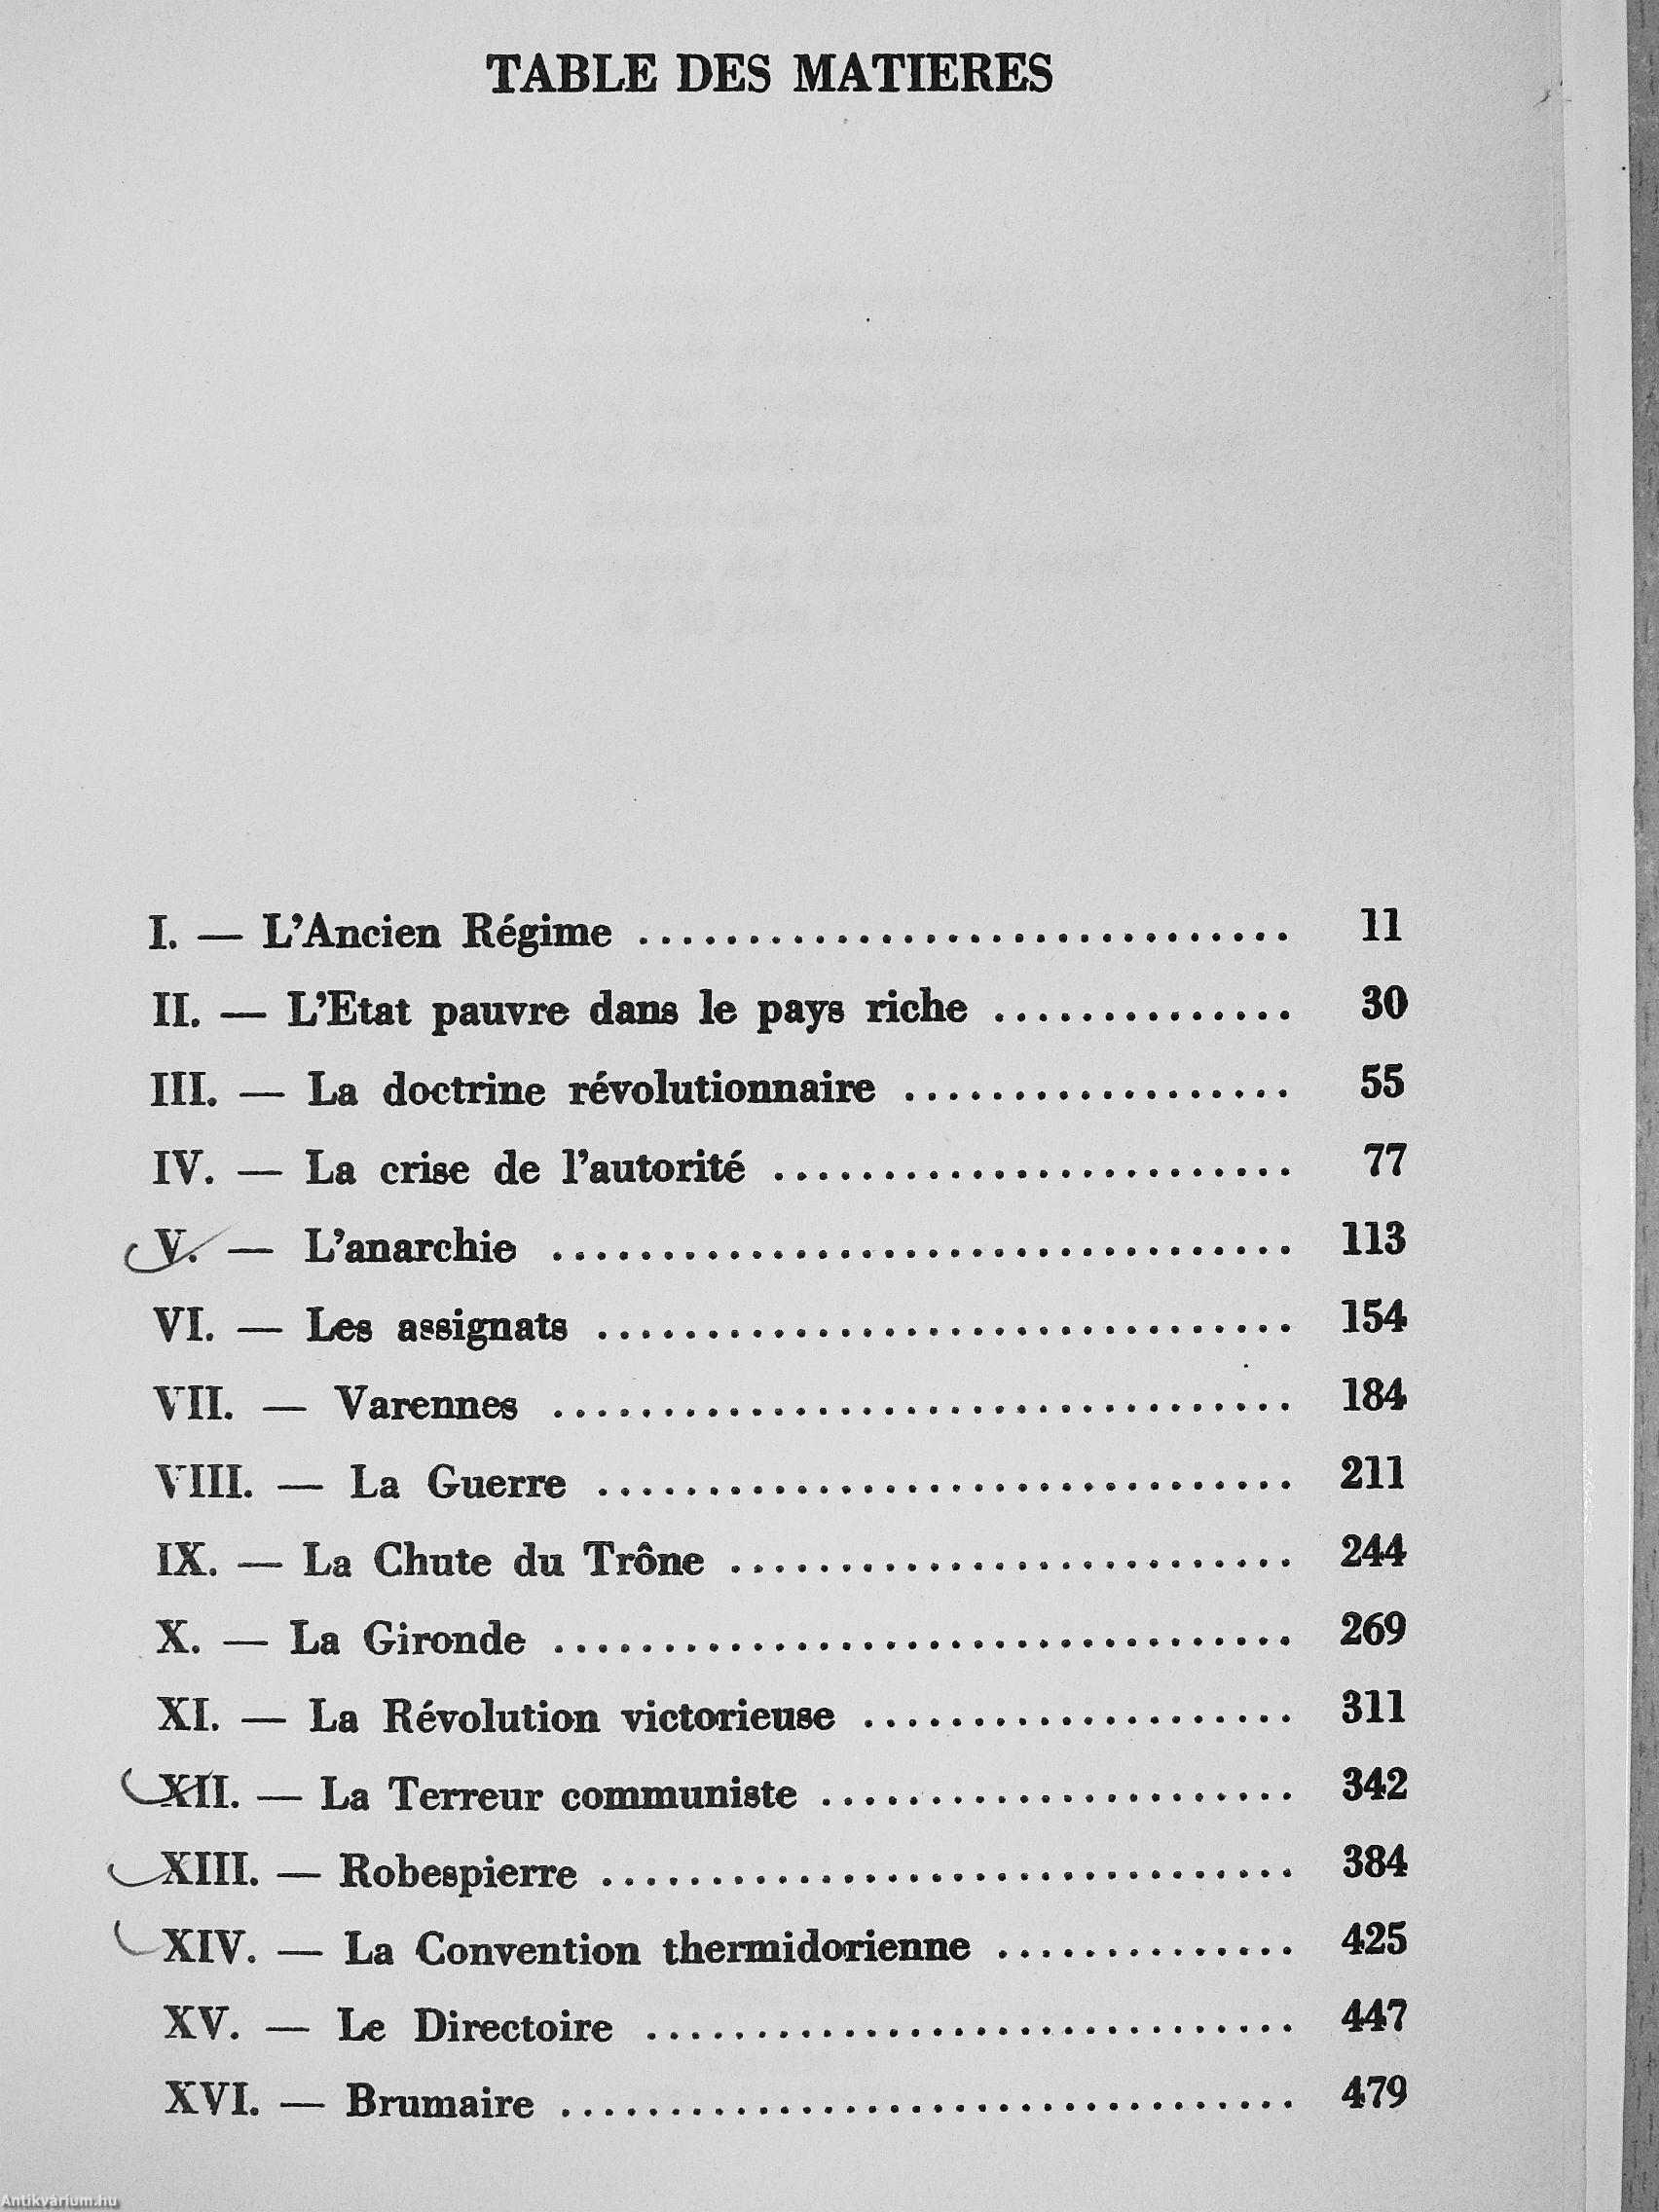 TABLE DES MATIERES
I. — L'Ancien Régime ............................... 11
II. — L'Etat pauvre dans le pays riche .............. 30
III. — La doctrine révolutionnaire .................. 55
IV. — La crise de l'autorité ........................ 77
V. — L'anarchie .................................. 113
VI. — Les assignats ................................ 154
VII. — Varennes .................................. 184
VIII. — La Guerre ................................ 211
IX. — La Chute du Trône .......................... 244
X. — La Gironde .................................. 269
XI. — La Révolution victorieuse .................... 311
XII. — La Terreur communiste ...................... 342
XIII. — Robespierre ................................ 384
XIV. — La Convention thermidorienne .............. 425
XV. — Le Directoire .............................. 447
XVI. — Brumaire .................................. 479
Antikvárium.hu